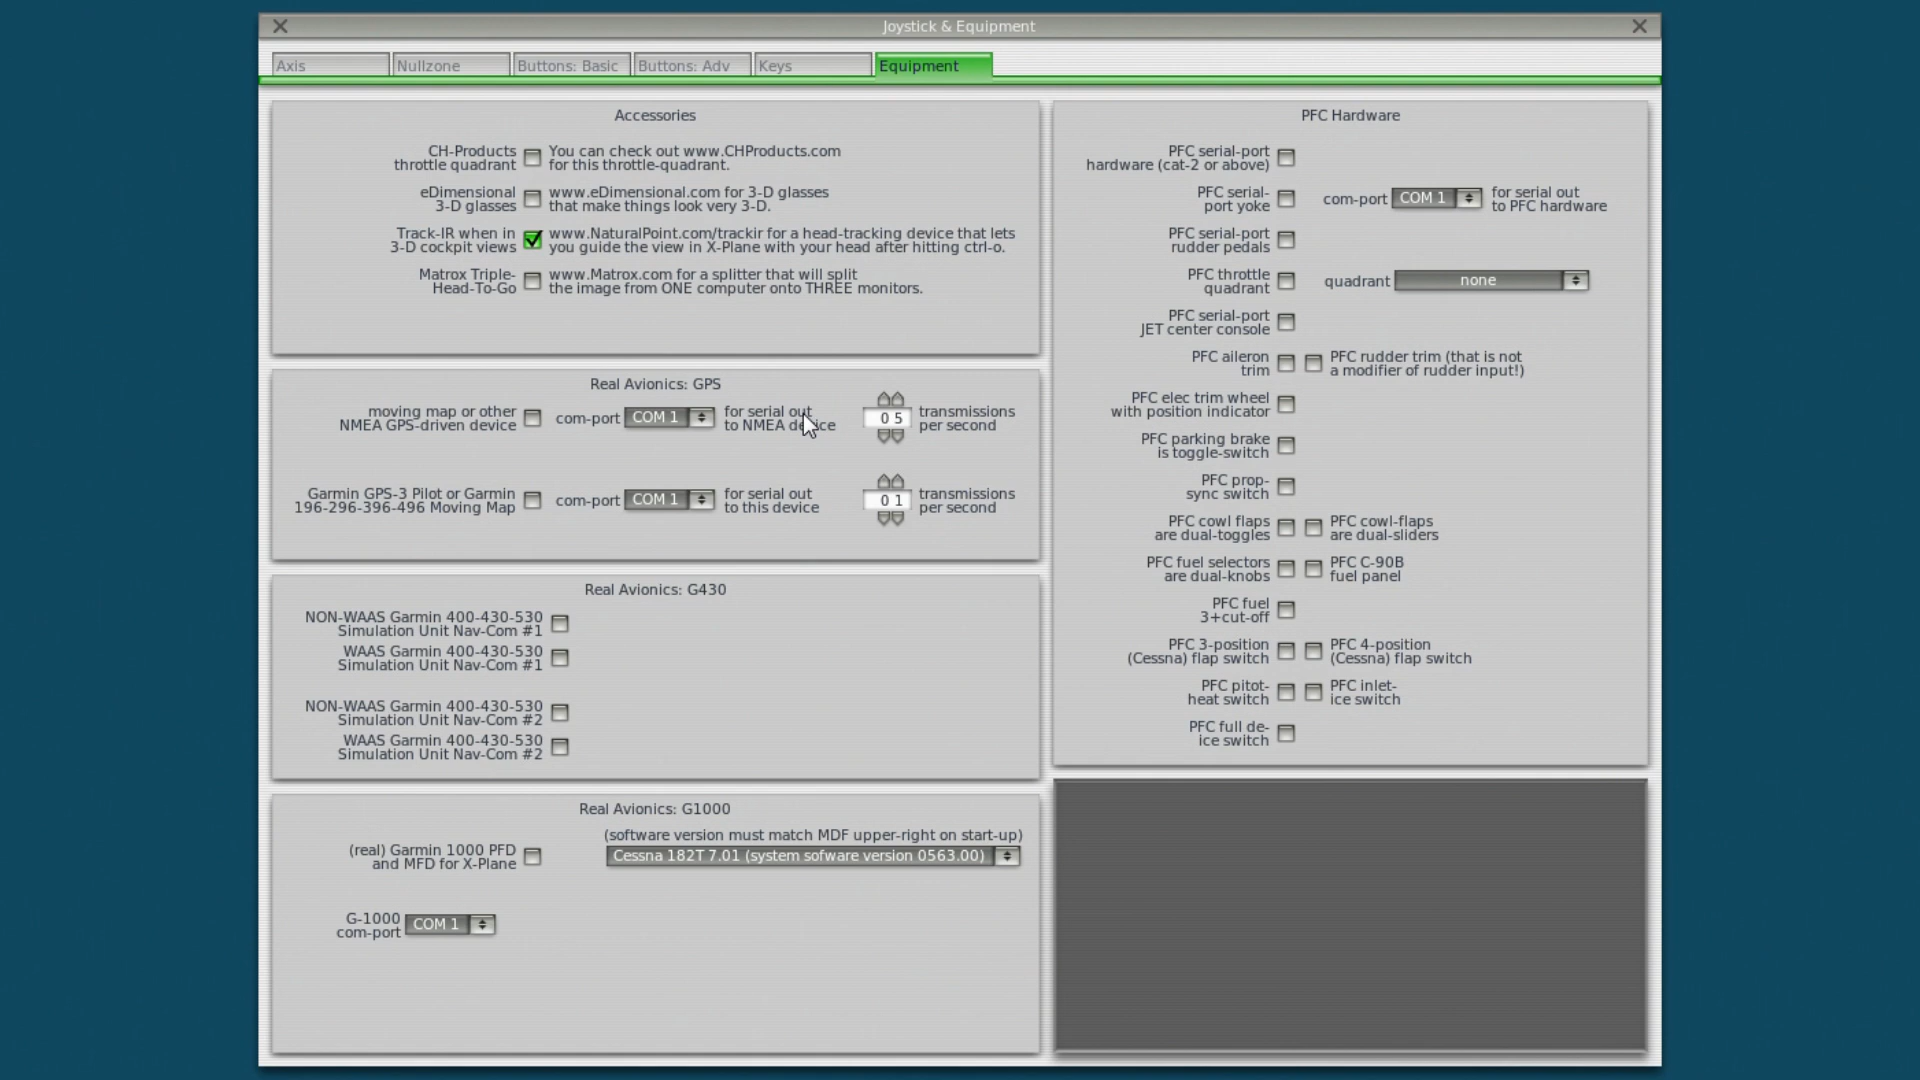 Joystick & Equipment
Axis
Nullzone
Buttons: Basic
Buttons: Adv
Keys
Equipment
Accessories
CH-Products
throttle quadrant
You can check out www.CHProducts.com
for this throttle-quadrant.
eDimensional
3-D glasses
www.eDimensional.com for 3-D glasses
that make things look very 3-D.
Track-IR when in
3-D cockpit views
www.NaturalPoint.com/trackir for a head-tracking device that lets
you guide the view in X-Plane with your head after hitting ctrl-o.
Matrox Triple-
Head-To-Go
www.Matrox.com for a splitter that will split
the image from ONE computer onto THREE monitors.
Real Avionics: GPS
moving map or other
NMEA GPS-driven device
com-port
COM 1
for serial out
to NMEA device
0 5
transmissions
per second
Garmin GPS-3 Pilot or Garmin
196-296-396-496 Moving Map
com-port
COM 1
for serial out
to this device
0 1
transmissions
per second
Real Avionics: G430
NON-WAAS Garmin 400-430-530
Simulation Unit Nav-Com #1
WAAS Garmin 400-430-530
Simulation Unit Nav-Com #1
NON-WAAS Garmin 400-430-530
Simulation Unit Nav-Com #2
WAAS Garmin 400-430-530
Simulation Unit Nav-Com #2
Real Avionics: G1000
(real) Garmin 1000 PFD
and MFD for X-Plane
(software version must match MDF upper-right on start-up)
Cessna 182T 7.01 (system sofware version 0563.00)
G-1000
com-port
COM 1
PFC Hardware
PFC serial-port
hardware (cat-2 or above)
PFC serial-
port yoke
com-port
COM 1
for serial out
to PFC hardware
PFC serial-port
rudder pedals
PFC throttle
quadrant
quadrant
none
PFC serial-port
JET center console
PFC aileron
trim
PFC rudder trim (that is not
a modifier of rudder input!)
PFC elec trim wheel
with position indicator
PFC parking brake
is toggle-switch
PFC prop-
sync switch
PFC cowl flaps
are dual-toggles
PFC cowl-flaps
are dual-sliders
PFC fuel selectors
are dual-knobs
PFC C-90B
fuel panel
PFC fuel
3+cut-off
PFC 3-position
(Cessna) flap switch
PFC 4-position
(Cessna) flap switch
PFC pitot-
heat switch
PFC inlet-
ice switch
PFC full de-
ice switch